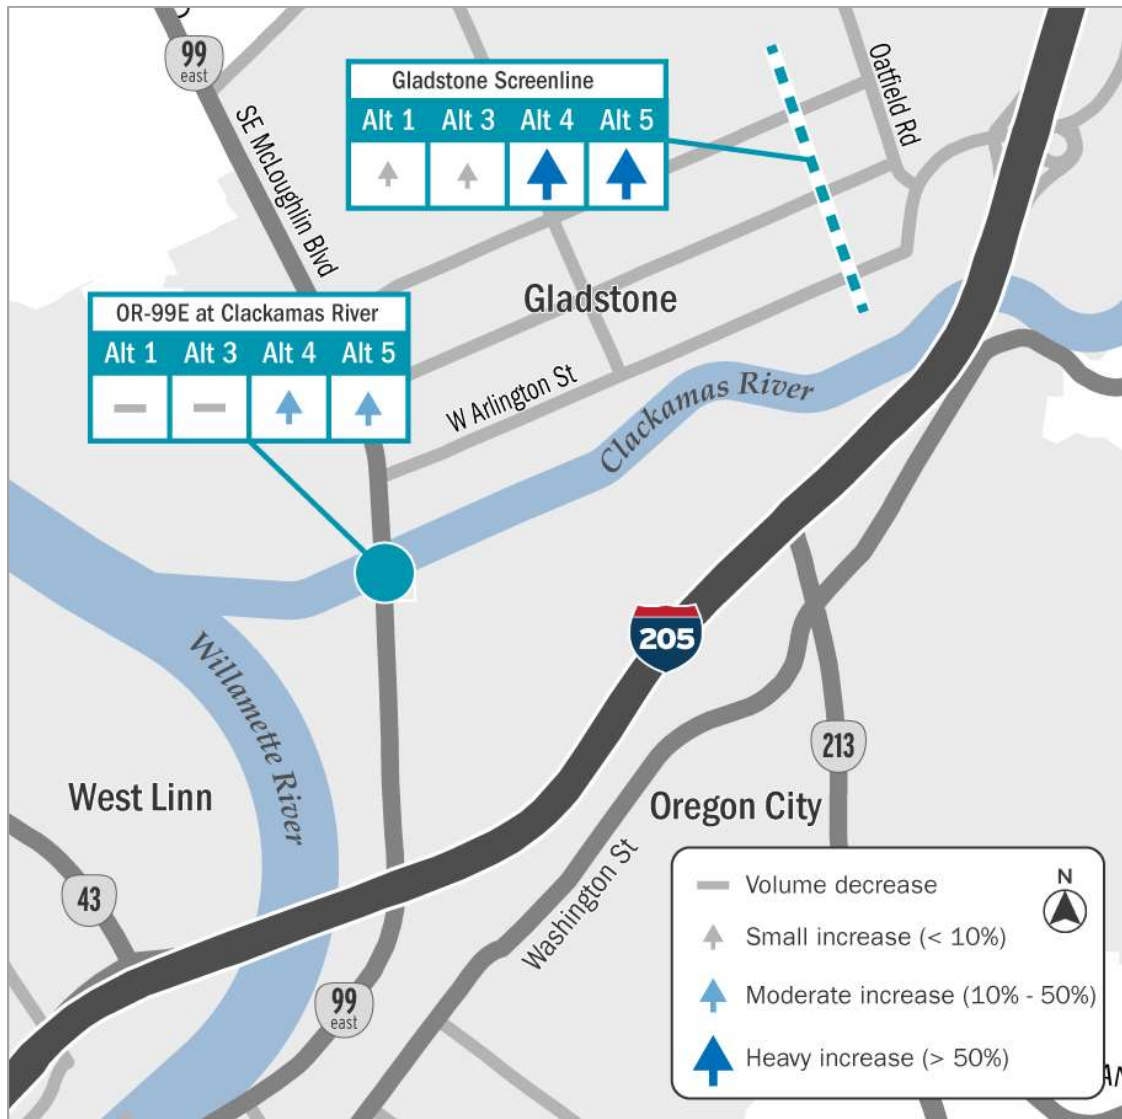 99
east
SE McLoughlin Blvd
Gladstone Screenline
Alt 1 Alt 3 Alt 4 Alt 5
Oatfield Rd
OR-99E at Clackamas River
Alt 1 Alt 3 Alt 4 Alt 5
Gladstone
W Arlington St
Clackamas River
205
Willamette River
213
West Linn
Oregon City
43
Washington St
99
east
N
Volume decrease
Small increase (< 10%)
Moderate increase (10% - 50%)
Heavy increase (> 50%)